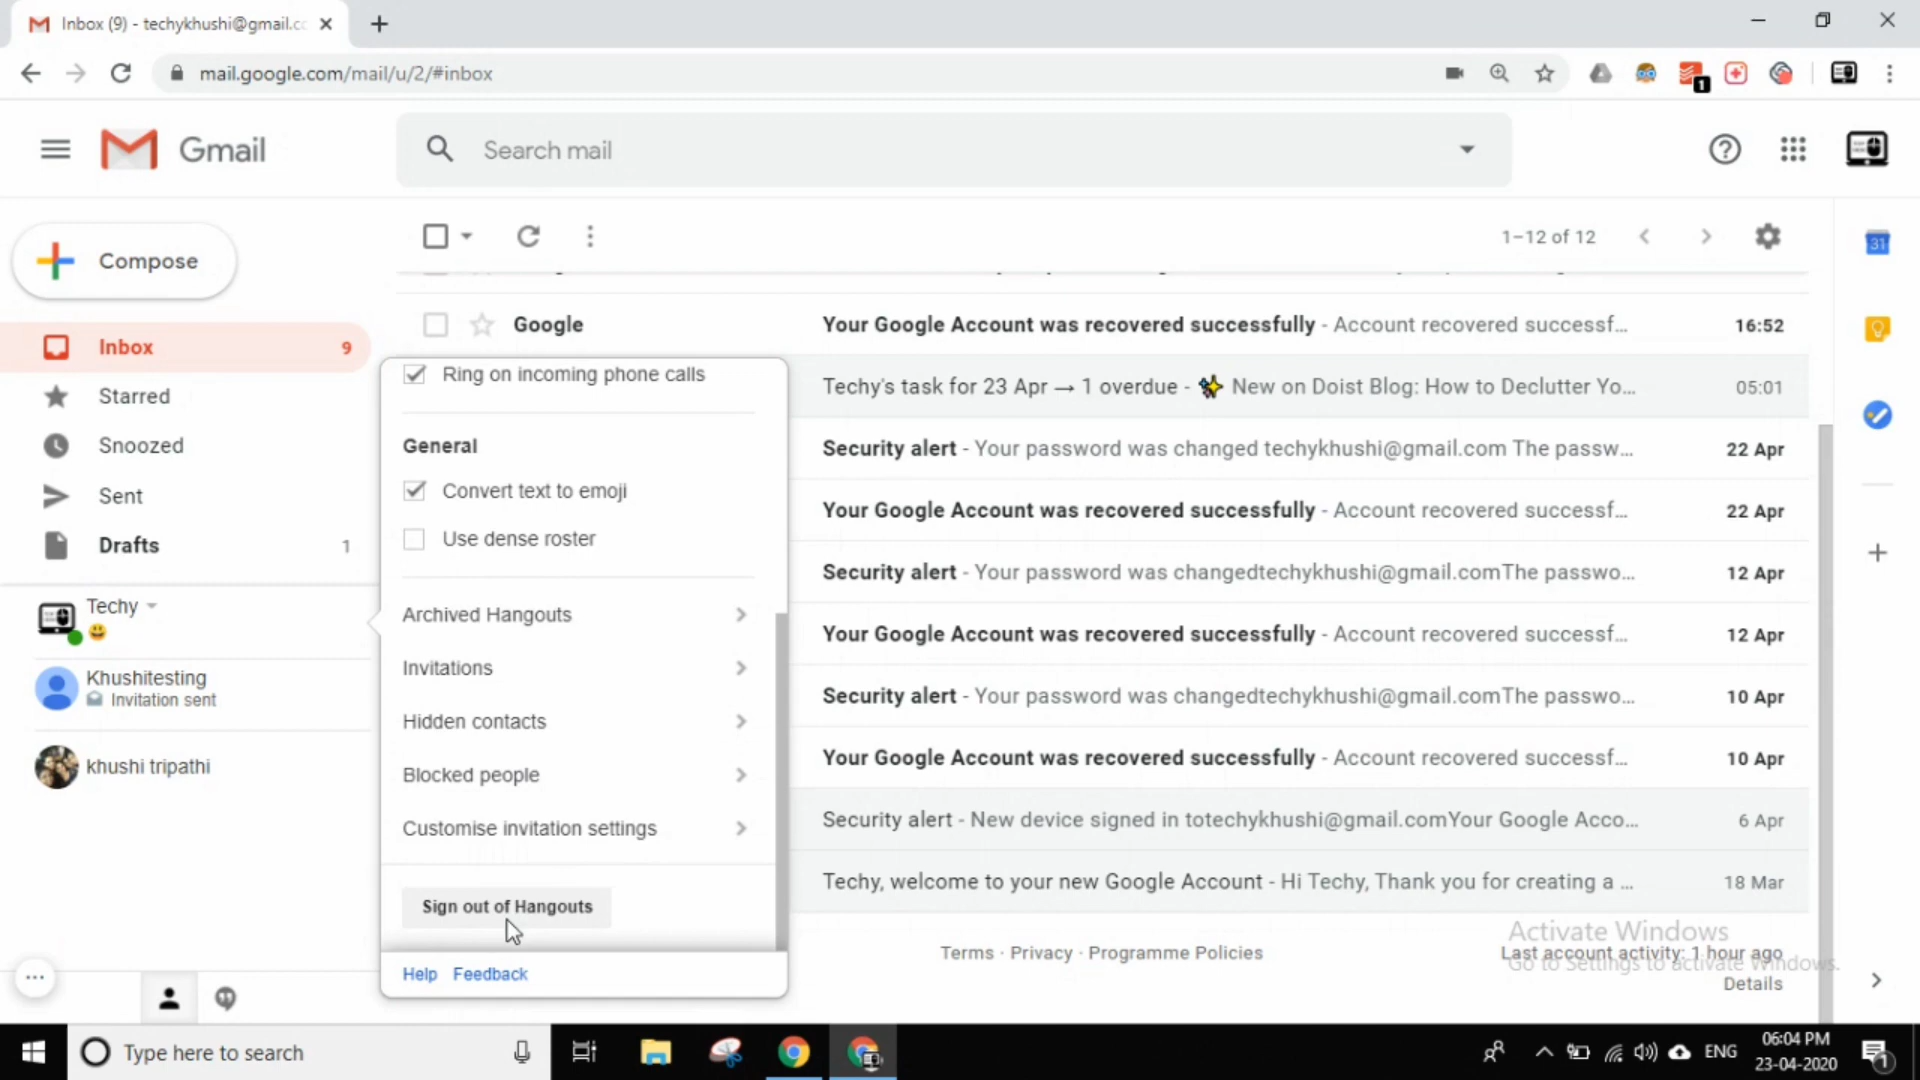 Inbox (9) - techykhushi@gmail.cc
mail.google.com/mail/u/2/#inbox
1
Gmail
Search mail
Compose
1–12 of 12
31
Google Your Google Account was recovered successfully - Account recovered successf... 16:52
Inbox 9
Starred
Snoozed
Sent
Drafts 1
Techy
Khushitesting
Invitation sent
khushi tripathi
Ring on incoming phone calls
General
Convert text to emoji
Use dense roster
Archived Hangouts
Invitations
Hidden contacts
Blocked people
Customise invitation settings
Sign out of Hangouts
Help Feedback
Techy's task for 23 Apr → 1 overdue - ✨ New on Doist Blog: How to Declutter Yo... 05:01
Security alert - Your password was changed techykhushi@gmail.com The passw... 22 Apr
Your Google Account was recovered successfully - Account recovered successf... 22 Apr
Security alert - Your password was changedtechykhushi@gmail.comThe passwo... 12 Apr
Your Google Account was recovered successfully - Account recovered successf... 12 Apr
Security alert - Your password was changedtechykhushi@gmail.comThe passwo... 10 Apr
Your Google Account was recovered successfully - Account recovered successf... 10 Apr
Security alert - New device signed in totechykhushi@gmail.comYour Google Acco... 6 Apr
Techy, welcome to your new Google Account - Hi Techy, Thank you for creating a ... 18 Mar
Activate Windows
Go to Settings to activate Windows.
Terms · Privacy · Programme Policies
Last account activity: 1 hour ago
Details
Type here to search
ENG
06:04 PM
23-04-2020
1